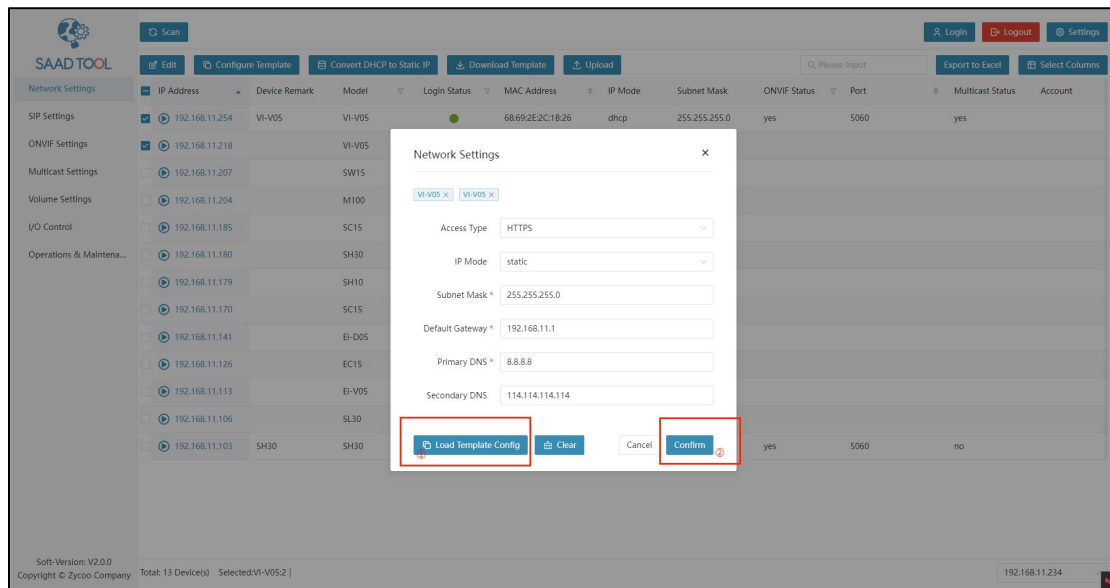 Scan
Login Logout Settings
SAAD TOOL
Edit Configure Template Convert DHCP to Static IP Download Template Upload Please Input Export to Excel Select Columns
Network Settings
SIP Settings
ONVIF Settings
Multicast Settings
Volume Settings
I/O Control
Operations & Maintena...
IP Address Device Remark Model Login Status MAC Address IP Mode Subnet Mask ONVIF Status Port Multicast Status Account
192.168.11.254 VI-V05 VI-V05 68:69:2E:2C:1B:26 dhcp 255.255.255.0 yes 5060 yes
192.168.11.218 VI-V05
192.168.11.207 SW15
192.168.11.204 M100
192.168.11.185 SC15
192.168.11.180 SH30
192.168.11.179 SH10
192.168.11.170 SC15
192.168.11.141 Ei-D05
192.168.11.126 EC15
192.168.11.113 EI-V05
192.168.11.106 SL30
192.168.11.103 SH30 SH30 yes 5060 no
Network Settings ×
VI-V05 × VI-V05 ×
Access Type HTTPS
IP Mode static
Subnet Mask * 255.255.255.0
Default Gateway * 192.168.11.1
Primary DNS * 8.8.8.8
Secondary DNS 114.114.114.114
Load Template Config Clear Cancel Confirm
① ②
Soft-Version: V2.0.0
Copyright © Zycoo Company
Total: 13 Device(s) Selected:VI-V05:2 |
192.168.11.234